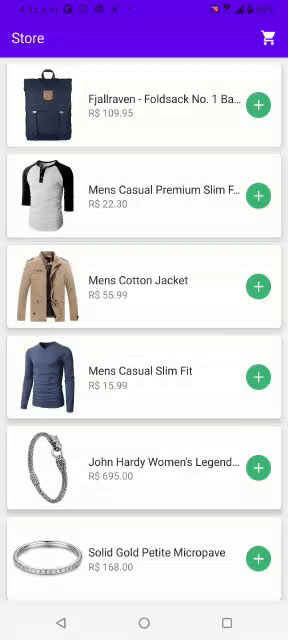 4:35 p.m.
Store
Fjallraven - Foldsack No. 1 Ba...
R$ 109.95
Mens Casual Premium Slim F...
R$ 22.30
Mens Cotton Jacket
R$ 55.99
Mens Casual Slim Fit
R$ 15.99
John Hardy Women's Legend...
R$ 695.00
Solid Gold Petite Micropave
R$ 168.00